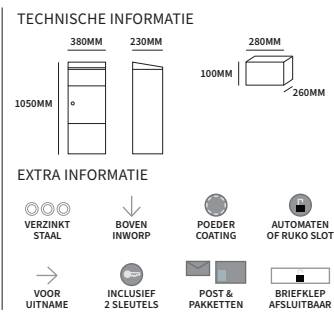 TECHNISCHE INFORMATIE
380MM 230MM 280MM
100MM
260MM
1050MM
EXTRA INFORMATIE
VERZINKT
STAAL
BOVEN
INWORP
POEDER
COATING
AUTOMATEN
OF RUKO SLOT
VOOR
UITNAME
INCLUSIEF
2 SLEUTELS
POST &
PAKKETTEN
BRIEFKLEP
AFSLUITBAAR